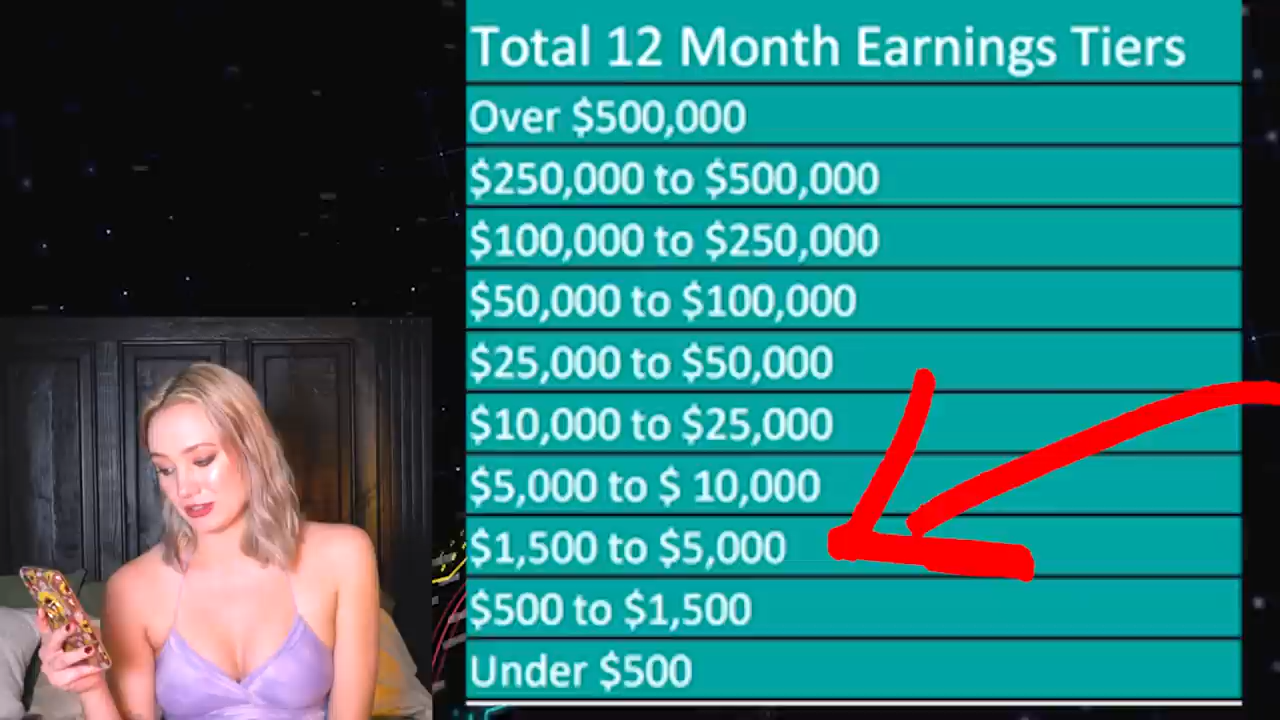 Total 12 Month Earnings Tiers
Over $500,000
$250,000 to $500,000
$100,000 to $250,000
$50,000 to $100,000
$25,000 to $50,000
$10,000 to $25,000
$5,000 to $ 10,000
$1,500 to $5,000
$500 to $1,500
Under $500